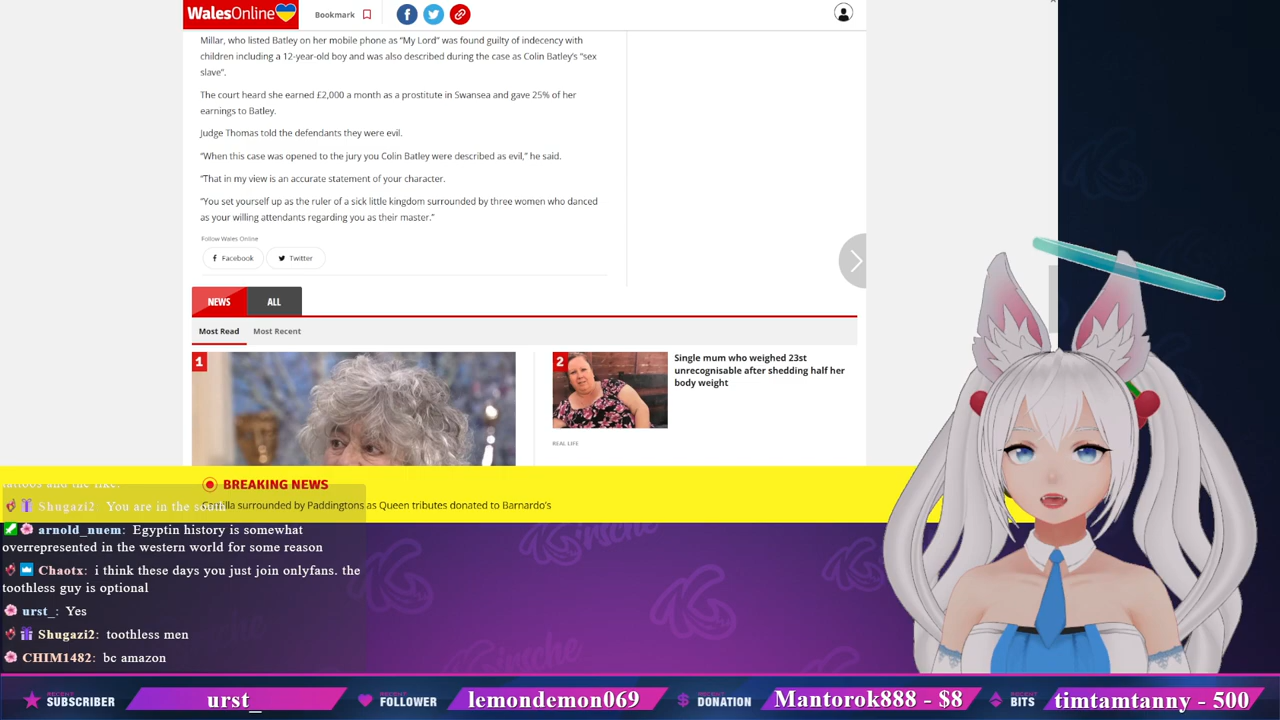 WalesOnline
Bookmark
Millar, who listed Batley on her mobile phone as “My Lord” was found guilty of indecency with
children including a 12-year-old boy and was also described during the case as Colin Batley’s “sex
slave”.
The court heard she earned £2,000 a month as a prostitute in Swansea and gave 25% of her
earnings to Batley.
Judge Thomas told the defendants they were evil.
“When this case was opened to the jury you Colin Batley were described as evil,” he said.
“That in my view is an accurate statement of your character.
“You set yourself up as the ruler of a sick little kingdom surrounded by three women who danced
as your willing attendants regarding you as their master.”
Follow Wales Online
Facebook Twitter
NEWS ALL
Most Read Most Recent
1
2
Single mum who weighed 23st
unrecognisable after shedding half her
body weight
REAL LIFE
BREAKING NEWS
surrounded by Paddingtons as Queen tributes donated to Barnardo's
tattoos and the like.
Shugazi2 You are in the south
arnold_nuem: Egyptin history is somewhat
overrepresented in the western world for some reason
Chaotx: i think these days you just join onlyfans. the
toothless guy is optional
urst_: Yes
Shugazi2: toothless men
CHIM1482: bc amazon
RECENT SUBSCRIBER urst_ RECENT FOLLOWER lemondemon069 RECENT DONATION Mantorok888 - $8 RECENT BITS timtamtanny - 500